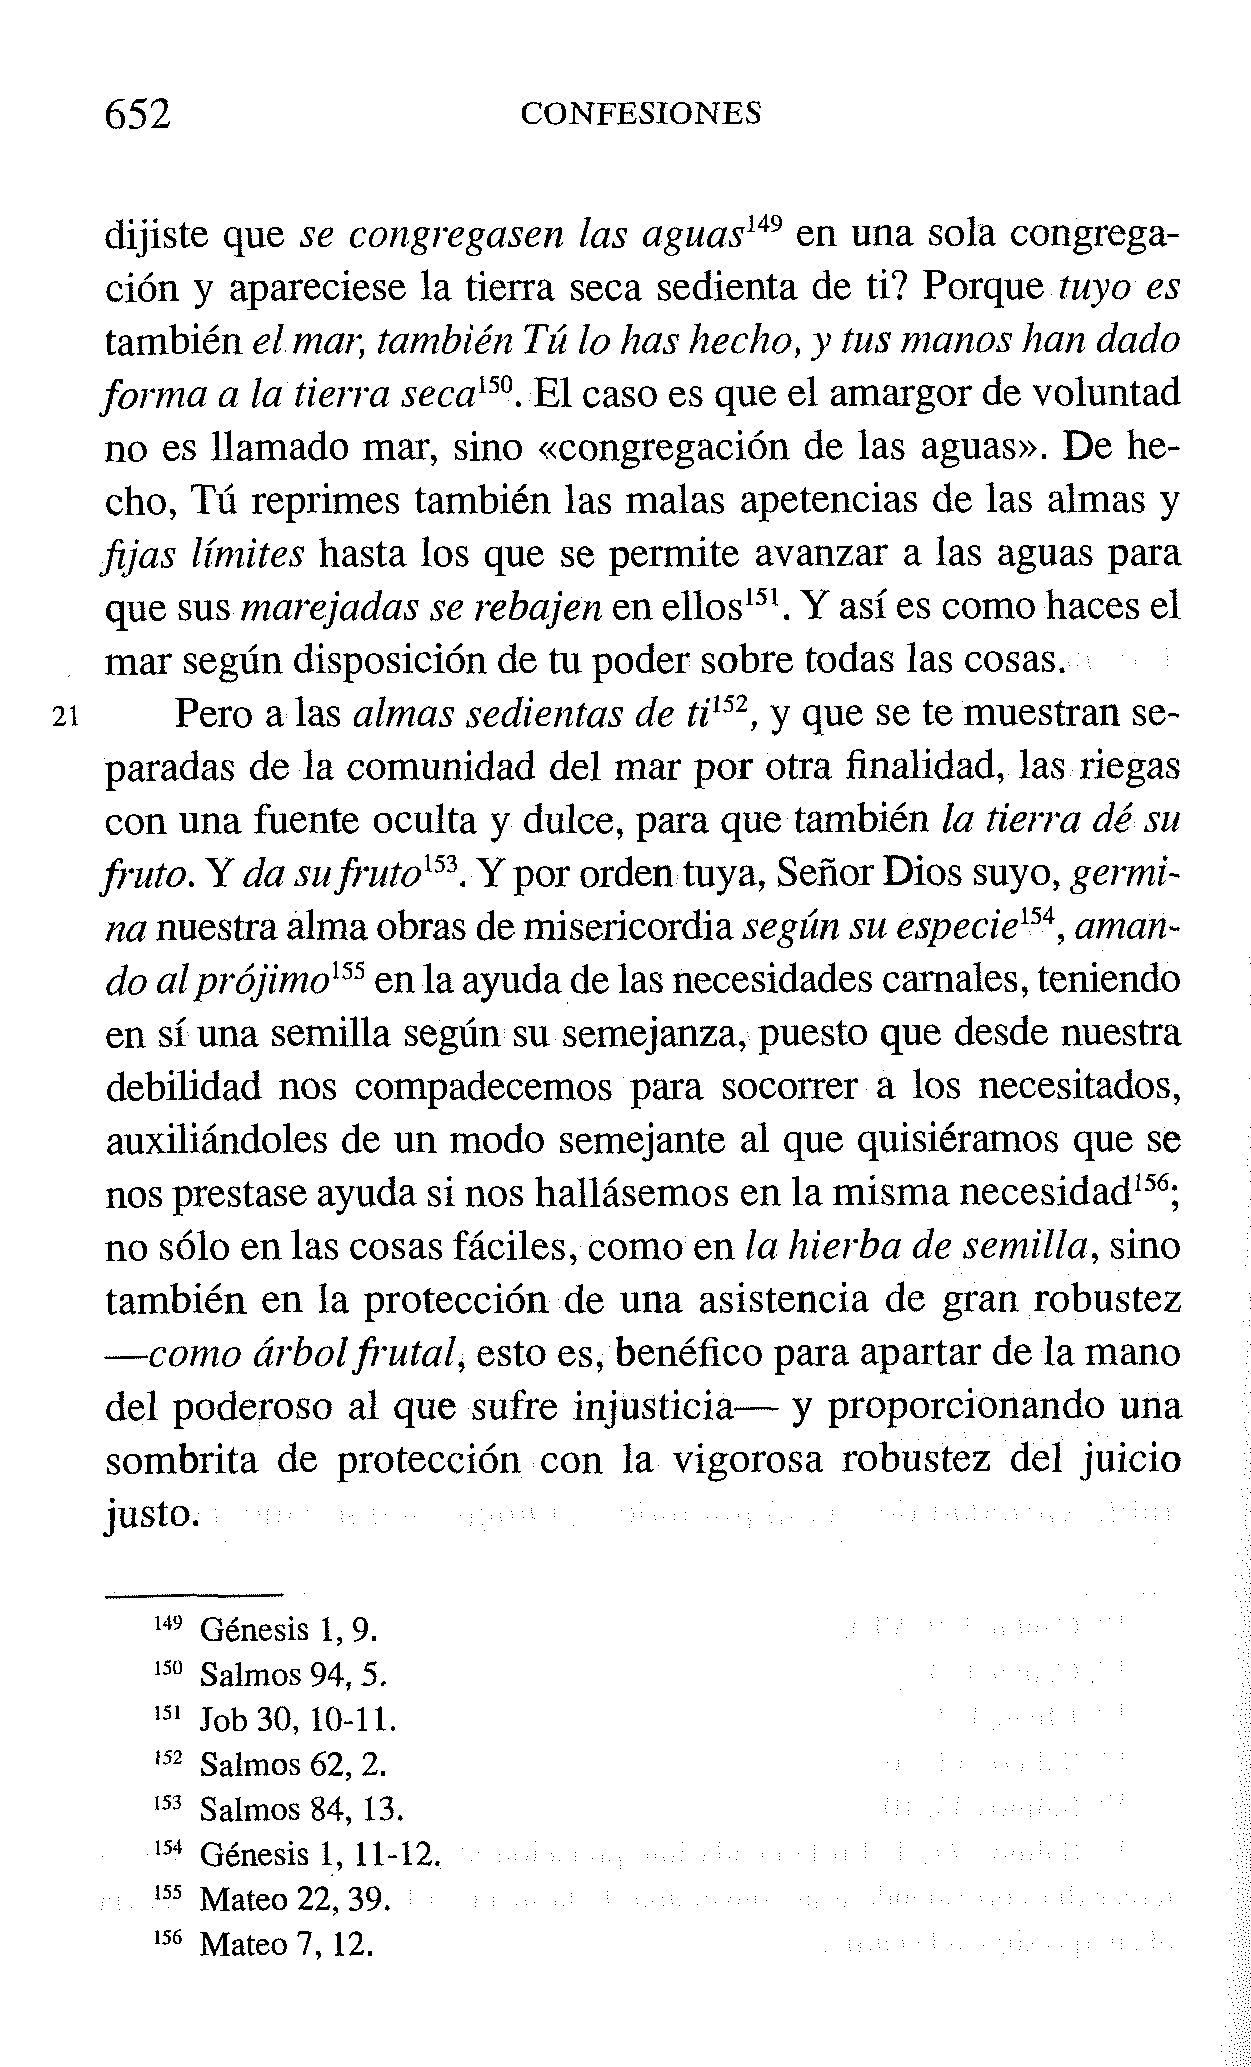 652 CONFESIONES
dijiste que se congregasen las aguas¹⁴⁹ en una sola congrega-
ción y apareciese la tierra seca sedienta de ti? Porque tuyo es
también el mar, también Tú lo has hecho, y tus manos han dado
forma a la tierra seca¹⁵⁰. El caso es que el amargor de voluntad
no es llamado mar, sino «congregación de las aguas». De he-
cho, Tú reprimes también las malas apetencias de las almas y
fijas límites hasta los que se permite avanzar a las aguas para
que sus marejadas se rebajen en ellos¹⁵¹. Y así es como haces el
mar según disposición de tu poder sobre todas las cosas.
21 Pero a las almas sedientas de ti¹⁵², y que se te muestran se-
paradas de la comunidad del mar por otra finalidad, las riegas
con una fuente oculta y dulce, para que también la tierra dé su
fruto. Y da su fruto¹⁵³. Y por orden tuya, Señor Dios suyo, germi-
na nuestra alma obras de misericordia según su especie¹⁵⁴, aman-
do al prójimo¹⁵⁵ en la ayuda de las necesidades carnales, teniendo
en sí una semilla según su semejanza, puesto que desde nuestra
debilidad nos compadecemos para socorrer a los necesitados,
auxiliándoles de un modo semejante al que quisiéramos que se
nos prestase ayuda si nos hallásemos en la misma necesidad¹⁵⁶;
no sólo en las cosas fáciles, como en la hierba de semilla, sino
también en la protección de una asistencia de gran robustez
—como árbol frutal, esto es, benéfico para apartar de la mano
del poderoso al que sufre injusticia— y proporcionando una
sombrita de protección con la vigorosa robustez del juicio
justo.
¹⁴⁹ Génesis 1, 9.
¹⁵⁰ Salmos 94, 5.
¹⁵¹ Job 30, 10-11.
¹⁵² Salmos 62, 2.
¹⁵³ Salmos 84, 13.
¹⁵⁴ Génesis 1, 11-12.
¹⁵⁵ Mateo 22, 39.
¹⁵⁶ Mateo 7, 12.